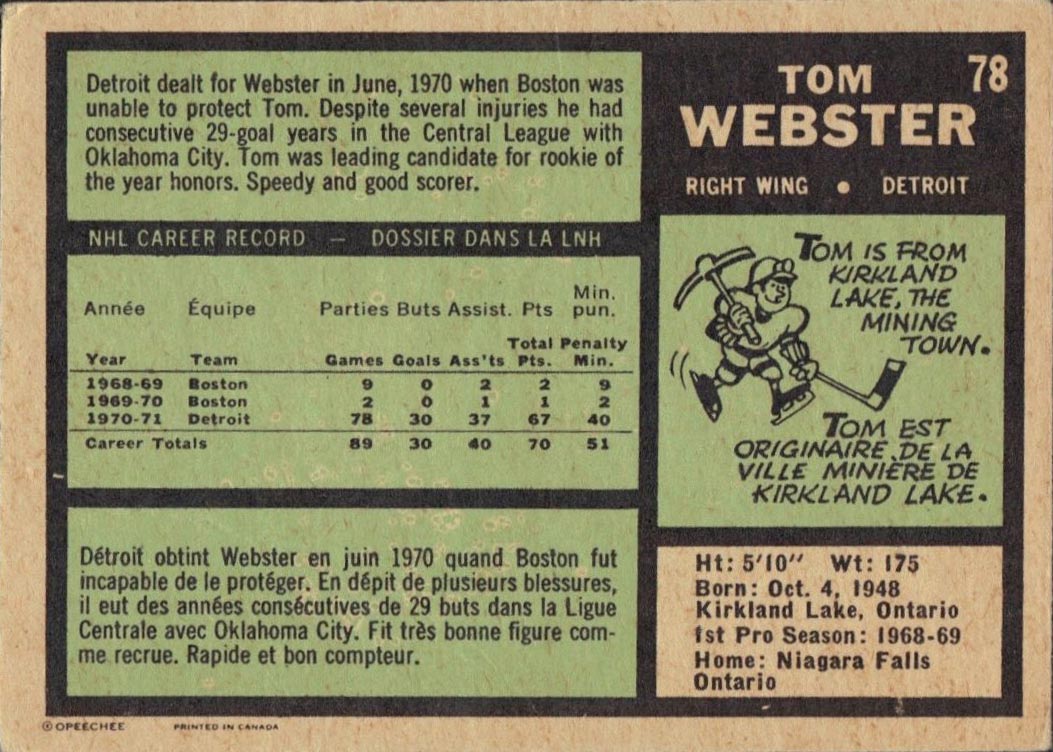 Detroit dealt for Webster in June, 1970 when Boston was
unable to protect Tom. Despite several injuries he had
consecutive 29-goal years in the Central League with
Oklahoma City. Tom was leading candidate for rookie of
the year honors. Speedy and good scorer.
TOM 78
WEBSTER
RIGHT WING • DETROIT
NHL CAREER RECORD — DOSSIER DANS LA LNH
Année Équipe Parties Buts Assist. Pts Min. pun.
Year Team Games Goals Ass'ts Total Pts. Penalty Min.
1968-69 Boston 9 0 2 2 9
1969-70 Boston 2 0 1 1 2
1970-71 Detroit 78 30 37 67 40
Career Totals 89 30 40 70 51
TOM IS FROM
KIRKLAND
LAKE, THE
MINING
TOWN.
TOM EST
ORIGINAIRE DE LA
VILLE MINIÈRE DE
KIRKLAND LAKE.
Détroit obtint Webster en juin 1970 quand Boston fut
incapable de le protéger. En dépit de plusieurs blessures,
il eut des années consécutives de 29 buts dans la Ligue
Centrale avec Oklahoma City. Fit très bonne figure com-
me recrue. Rapide et bon compteur.
Ht: 5'10" Wt: 175
Born: Oct. 4, 1948
Kirkland Lake, Ontario
1st Pro Season: 1968-69
Home: Niagara Falls
Ontario
© OPEECHEE PRINTED IN CANADA